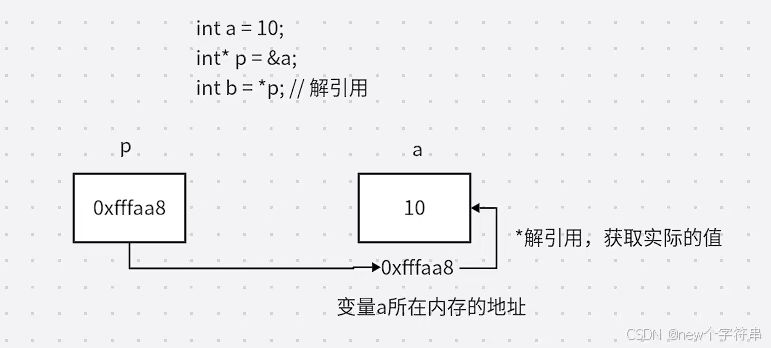 int a = 10;
int* p = &a;
int b = *p; // 解引用
p
a
0xfffaa8
10
*解引用，获取实际的值
0xfffaa8
变量a所在内存的地址
CSDN @new个字符串